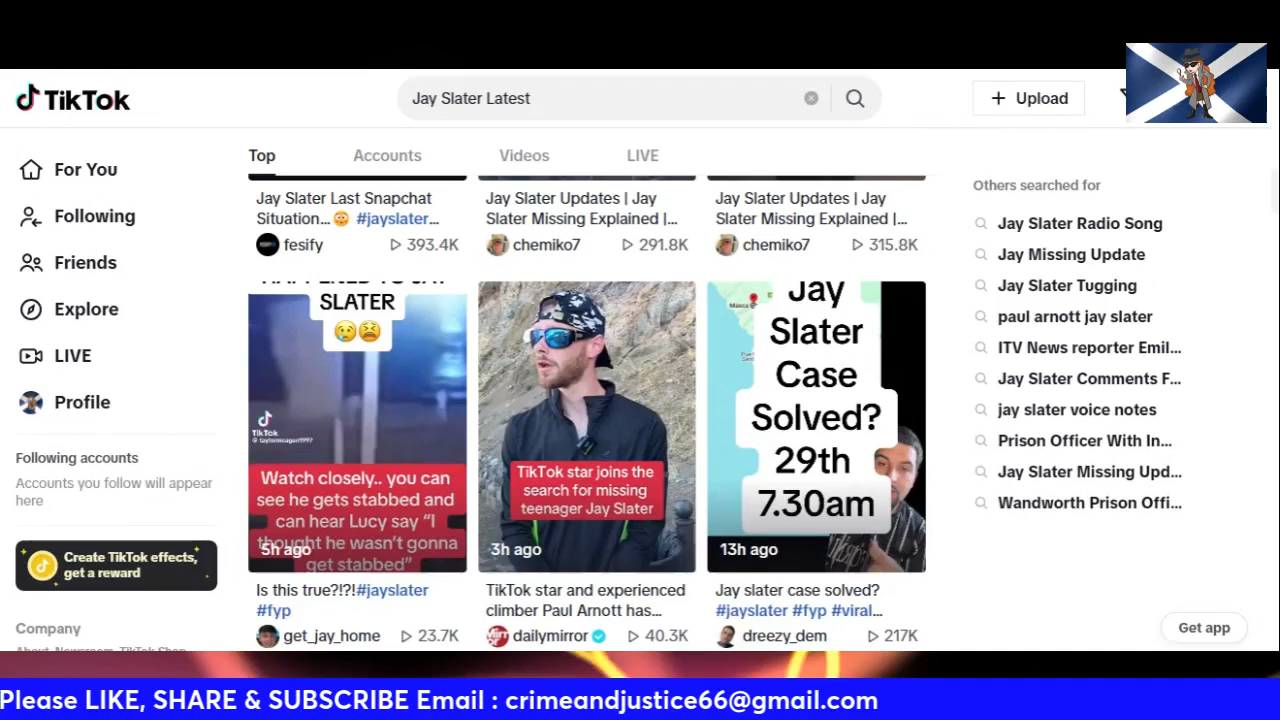 TikTok
Jay Slater Latest
+ Upload
For You
Following
Friends
Explore
LIVE
Profile
Following accounts
Accounts you follow will appear
here
Create TikTok effects,
get a reward
Company
About Newsroom TikTok Shop
Top
Accounts
Videos
LIVE
Jay Slater Last Snapchat
Situation...😳 #jayslater...
fesify
393.4K
Jay Slater Updates | Jay
Slater Missing Explained |...
chemiko7
291.8K
Jay Slater Updates | Jay
Slater Missing Explained |...
chemiko7
315.8K
HAPPENED TO JAY
SLATER
😢😫
TikTok
Watch closely.. you can
see he gets stabbed and
can hear Lucy say “I
thought he wasn’t gonna
get stabbed”
5h ago
Is this true?!?!#jayslater
#fyp
get_jay_home
23.7K
TikTok star joins the
search for missing
teenager Jay Slater
3h ago
TikTok star and experienced
climber Paul Arnott has...
dailymirror
40.3K
Jay
Slater
Case
Solved?
29th
7.30am
13h ago
Jay slater case solved?
#jayslater #fyp #viral...
dreezy_dem
217K
Others searched for
Jay Slater Radio Song
Jay Missing Update
Jay Slater Tugging
paul arnott jay slater
ITV News reporter Emil...
Jay Slater Comments F...
jay slater voice notes
Prison Officer With In...
Jay Slater Missing Upd...
Wandworth Prison Offi...
Get app
Please LIKE, SHARE & SUBSCRIBE Email : crimeandjustice66@gmail.com